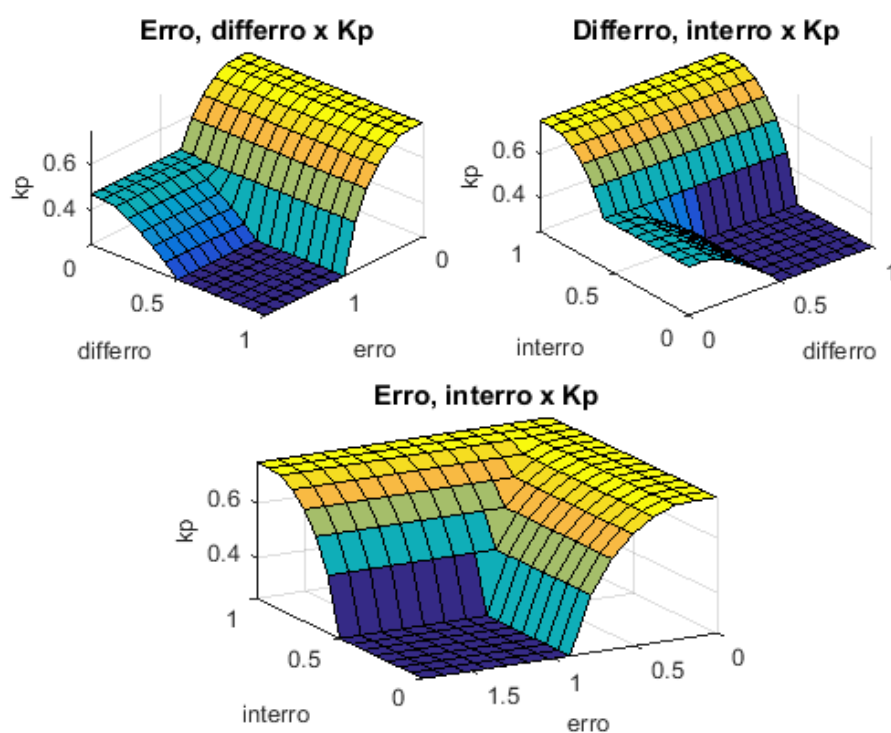 Erro, differro x Kp
kp
0.6
0.4
0
0.5
1
differro
0
1
erro
Differro, interro x Kp
kp
0.6
0.4
1
0.5
0
interro
0
0.5
1
differro
Erro, interro x Kp
kp
0.6
0.4
1
0.5
0
interro
1.5
1
0.5
0
erro